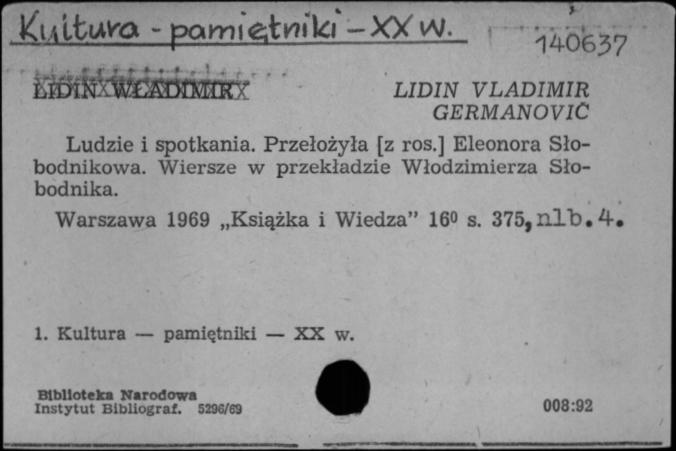 Kultura - pamiętniki - XX w.
140637
LIDIN WŁADIMIR
LIDIN VLADIMIR
GERMANOVIČ
Ludzie i spotkania. Przełożyła [z ros.] Eleonora Sło-
bodnikowa. Wiersze w przekładzie Włodzimierza Sło-
bodnika.
Warszawa 1969 „Książka i Wiedza” 16⁰ s. 375, nlb. 4.
1. Kultura — pamiętniki — XX w.
Biblioteka Narodowa
Instytut Bibliograf. 5296/69
008:92